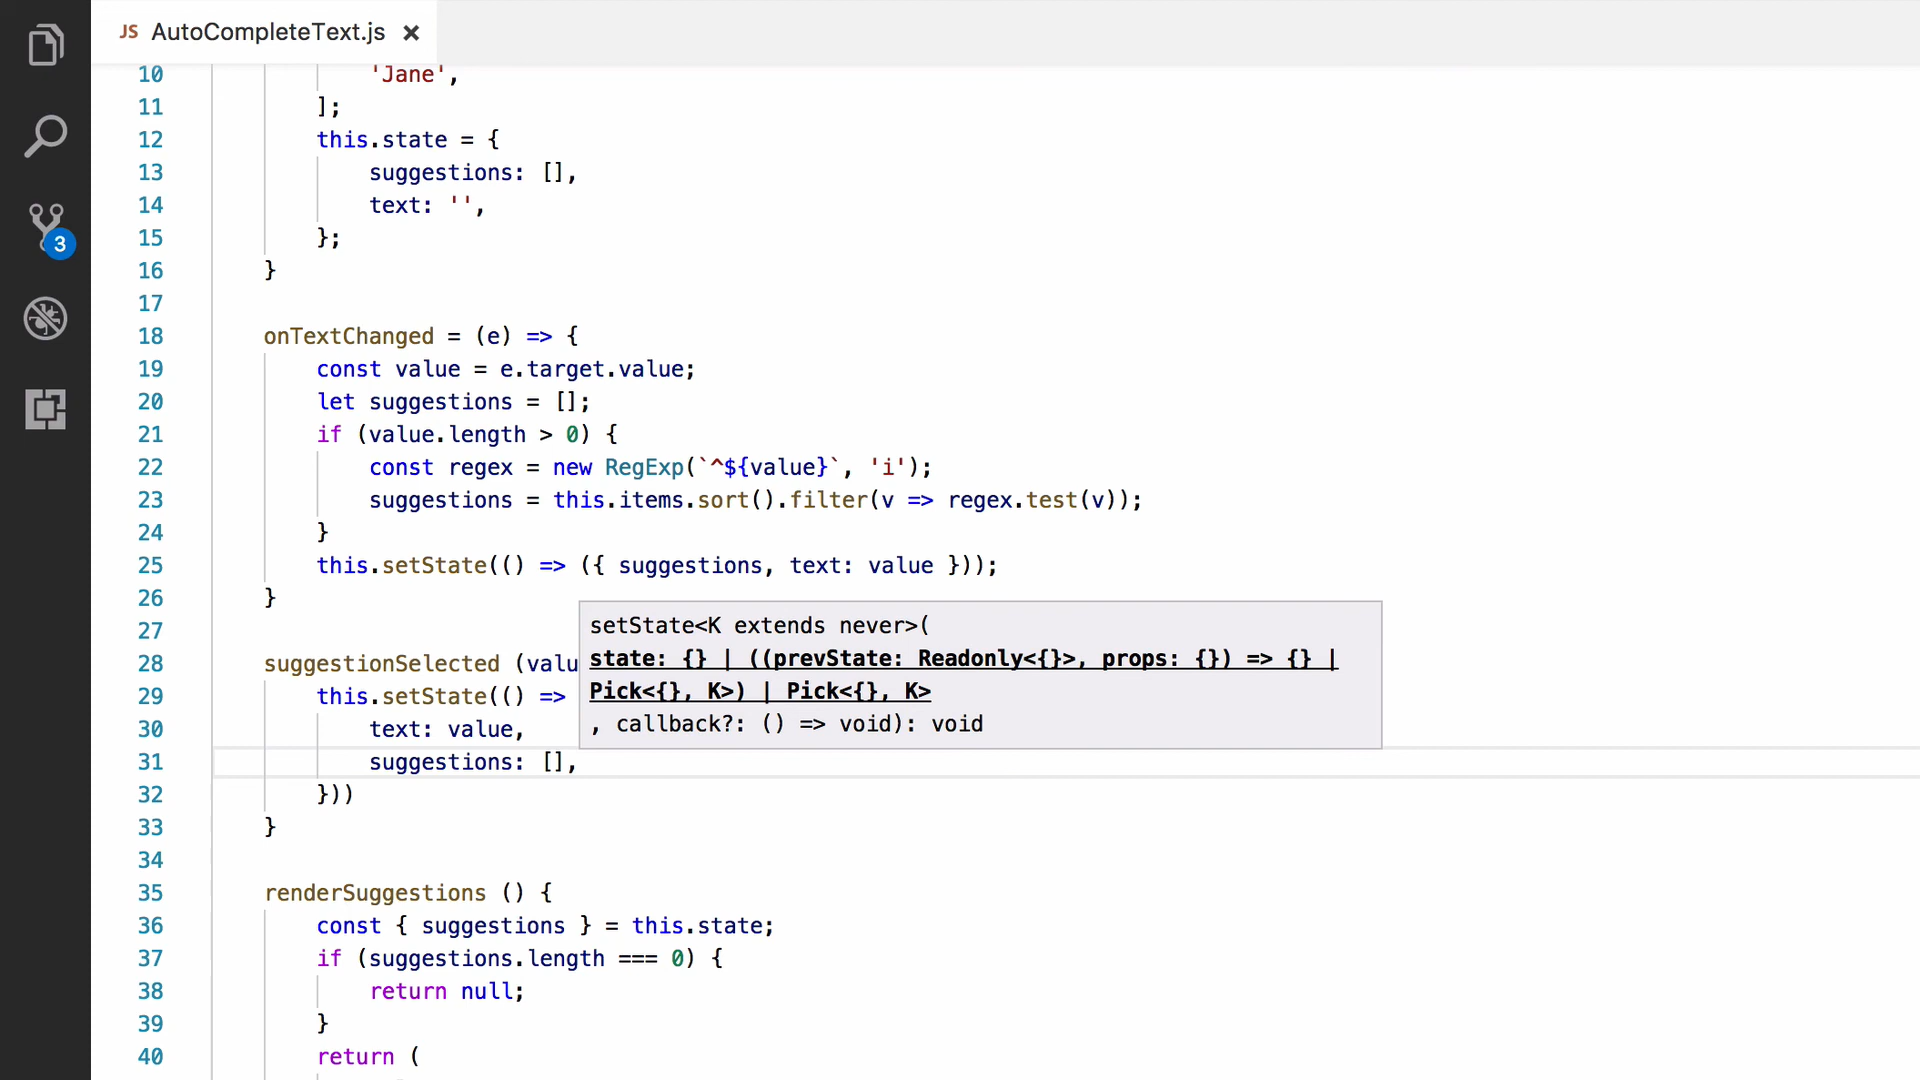 JS AutoCompleteText.js ×
10 'Jane',
11 ];
12 this.state = {
13 suggestions: [],
14 text: '',
15 };
16 }
17
18 onTextChanged = (e) => {
19 const value = e.target.value;
20 let suggestions = [];
21 if (value.length > 0) {
22 const regex = new RegExp(`^${value}`, 'i');
23 suggestions = this.items.sort().filter(v => regex.test(v));
24 }
25 this.setState(() => ({ suggestions, text: value }));
26 }
27
28 suggestionSelected (valu
29 this.setState(() =>
30 text: value,
31 suggestions: [],
32 }))
33 }
34
35 renderSuggestions () {
36 const { suggestions } = this.state;
37 if (suggestions.length === 0) {
38 return null;
39 }
40 return (
setState<K extends never>(
state: {} | ((prevState: Readonly<{}>, props: {}) => {} |
Pick<{}, K>) | Pick<{}, K>
, callback?: () => void): void
3